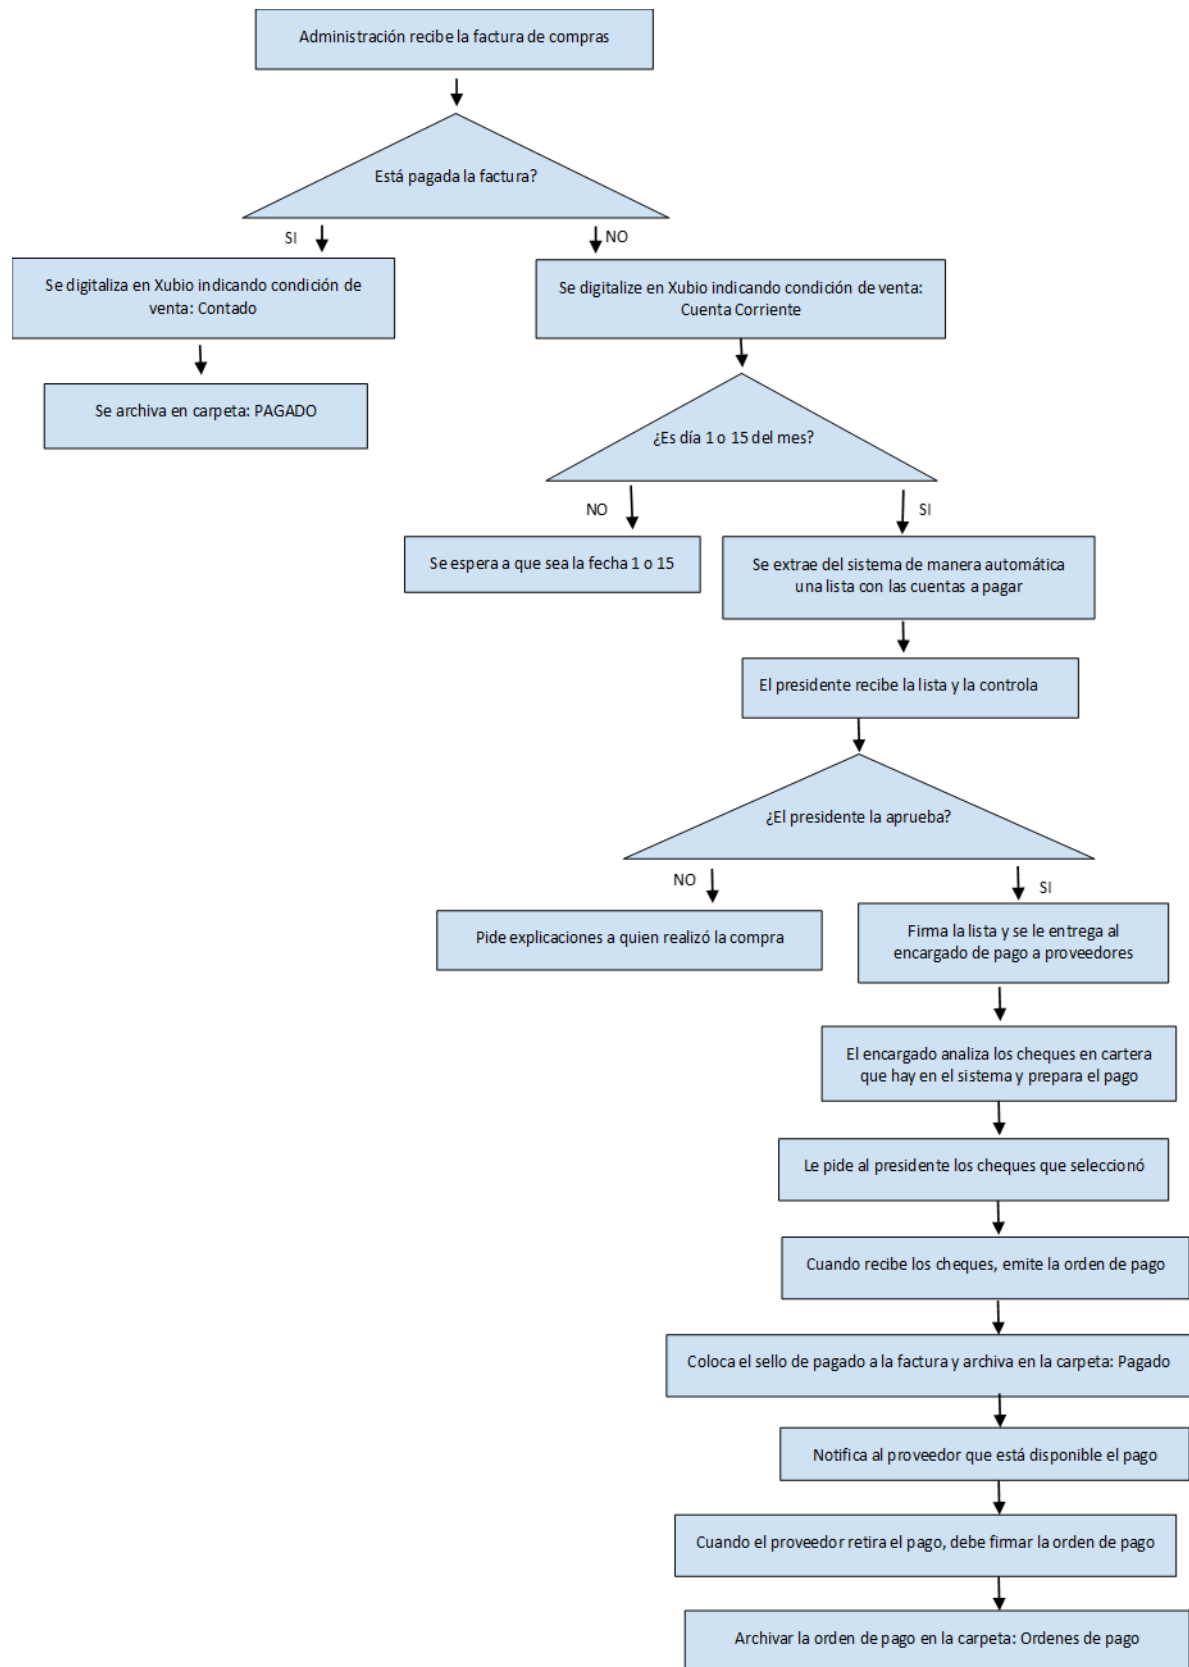 Administración recibe la factura de compras
Está pagada la factura?
SI
NO
Se digitaliza en Xubio indicando condición de
venta: Contado
Se digitalize en Xubio indicando condición de venta:
Cuenta Corriente
Se archiva en carpeta: PAGADO
¿Es día 1 o 15 del mes?
NO
SI
Se espera a que sea la fecha 1 o 15
Se extrae del sistema de manera automática
una lista con las cuentas a pagar
El presidente recibe la lista y la controla
¿El presidente la aprueba?
NO
SI
Pide explicaciones a quien realizó la compra
Firma la lista y se le entrega al
encargado de pago a proveedores
El encargado analiza los cheques en cartera
que hay en el sistema y prepara el pago
Le pide al presidente los cheques que seleccionó
Cuando recibe los cheques, emite la orden de pago
Coloca el sello de pagado a la factura y archiva en la carpeta: Pagado
Notifica al proveedor que está disponible el pago
Cuando el proveedor retira el pago, debe firmar la orden de pago
Archivar la orden de pago en la carpeta: Ordenes de pago